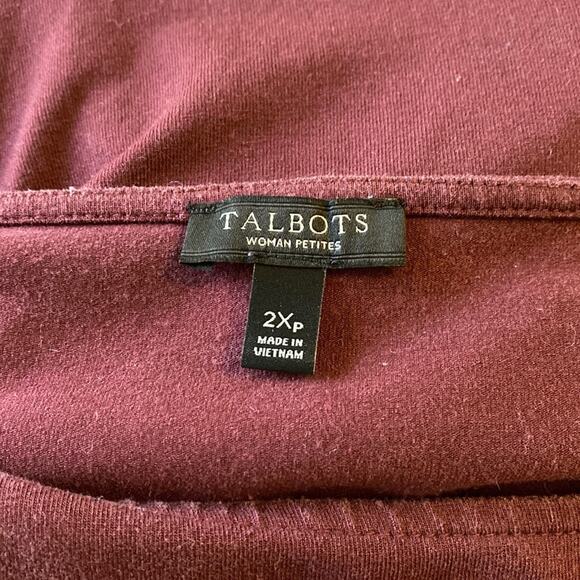 TALBOTS
WOMAN PETITES
2XP
MADE IN
VIETNAM